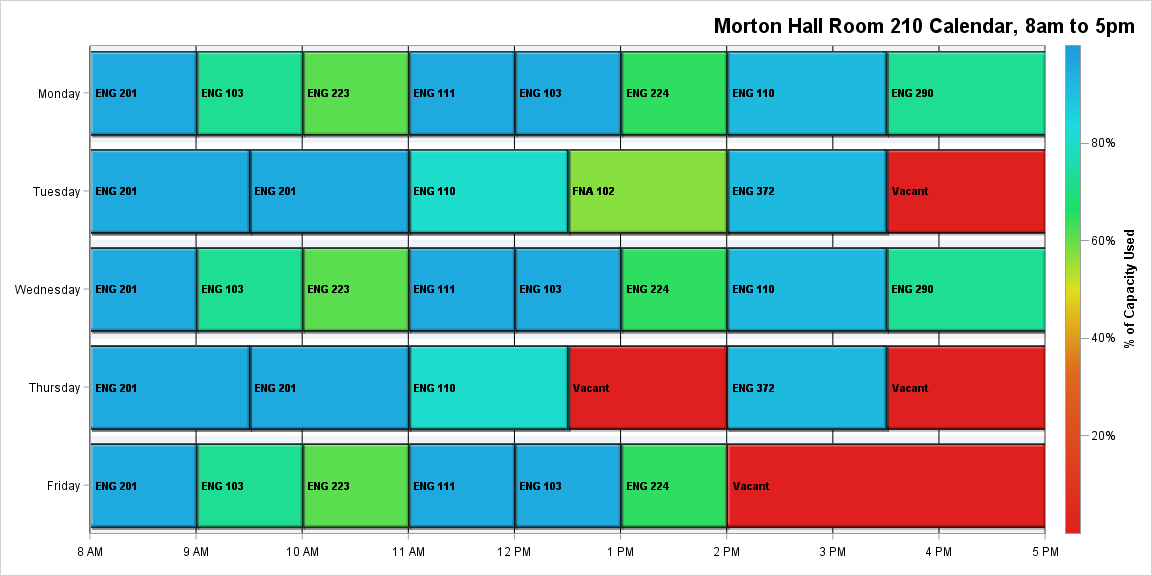 Morton Hall Room 210 Calendar, 8am to 5pm
Monday ENG 201 ENG 103 ENG 223 ENG 111 ENG 103 ENG 224 ENG 110 ENG 290
Tuesday ENG 201 ENG 201 ENG 110 FNA 102 ENG 372 Vacant
Wednesday ENG 201 ENG 103 ENG 223 ENG 111 ENG 103 ENG 224 ENG 110 ENG 290
Thursday ENG 201 ENG 201 ENG 110 Vacant ENG 372 Vacant
Friday ENG 201 ENG 103 ENG 223 ENG 111 ENG 103 ENG 224 Vacant
8 AM 9 AM 10 AM 11 AM 12 PM 1 PM 2 PM 3 PM 4 PM 5 PM
80%
60%
40%
20%
% of Capacity Used